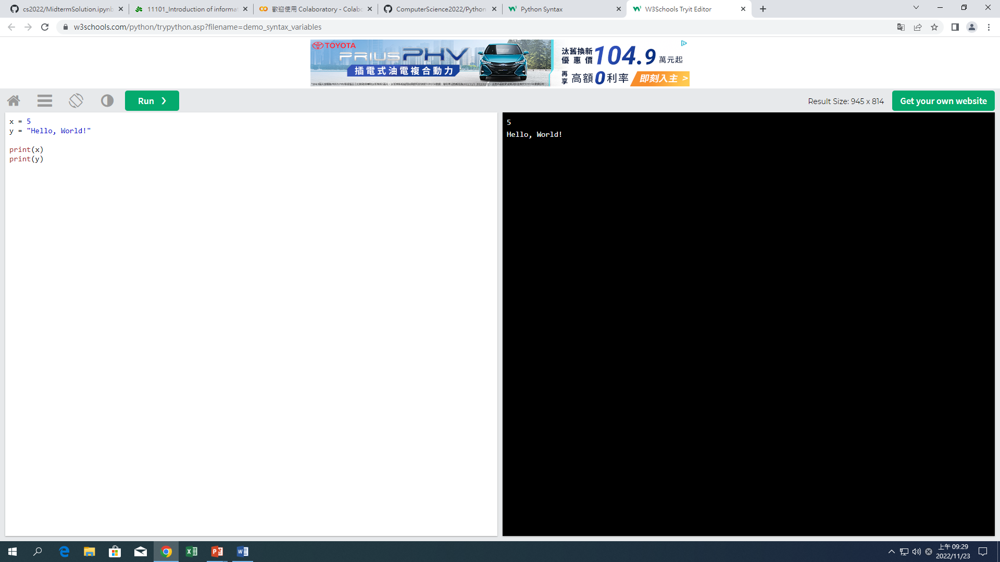 cs2022/MidtermSolution.ipynb
11101_Introduction of informat
歡迎使用 Colaboratory - Colabo
ComputerScience2022/Python
Python Syntax
W3Schools Tryit Editor
w3schools.com/python/trypython.asp?filename=demo_syntax_variables
TOYOTA
PRIUS PHV
插電式油電複合動力
汰舊換新
優惠價
104.9
萬元起
再享
高額0利率
即刻入主 >
Run ❯
Result Size: 945 x 814
Get your own website
x = 5
y = "Hello, World!"
print(x)
print(y)
5
Hello, World!
上午 09:29
2022/11/23